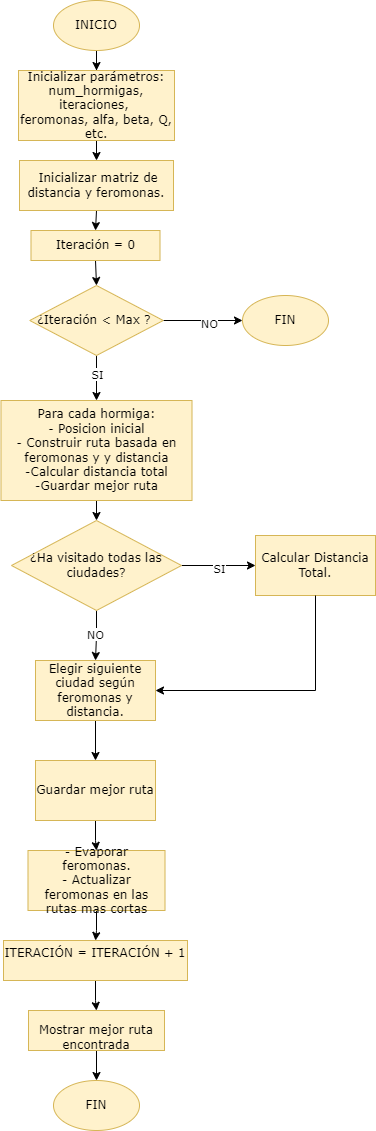 INICIO
Inicializar parámetros:
num_hormigas,
iteraciones,
feromonas, alfa, beta, Q,
etc.
Inicializar matriz de
distancia y feromonas.
Iteración = 0
¿Iteración < Max ?
NO
FIN
SI
Para cada hormiga:
- Posicion inicial
- Construir ruta basada en
feromonas y y distancia
-Calcular distancia total
-Guardar mejor ruta
¿Ha visitado todas las
ciudades?
SI
Calcular Distancia
Total.
NO
Elegir siguiente
ciudad según
feromonas y
distancia.
Guardar mejor ruta
- Evaporar
feromonas.
- Actualizar
feromonas en las
rutas mas cortas
ITERACIÓN = ITERACIÓN + 1
Mostrar mejor ruta
encontrada
FIN